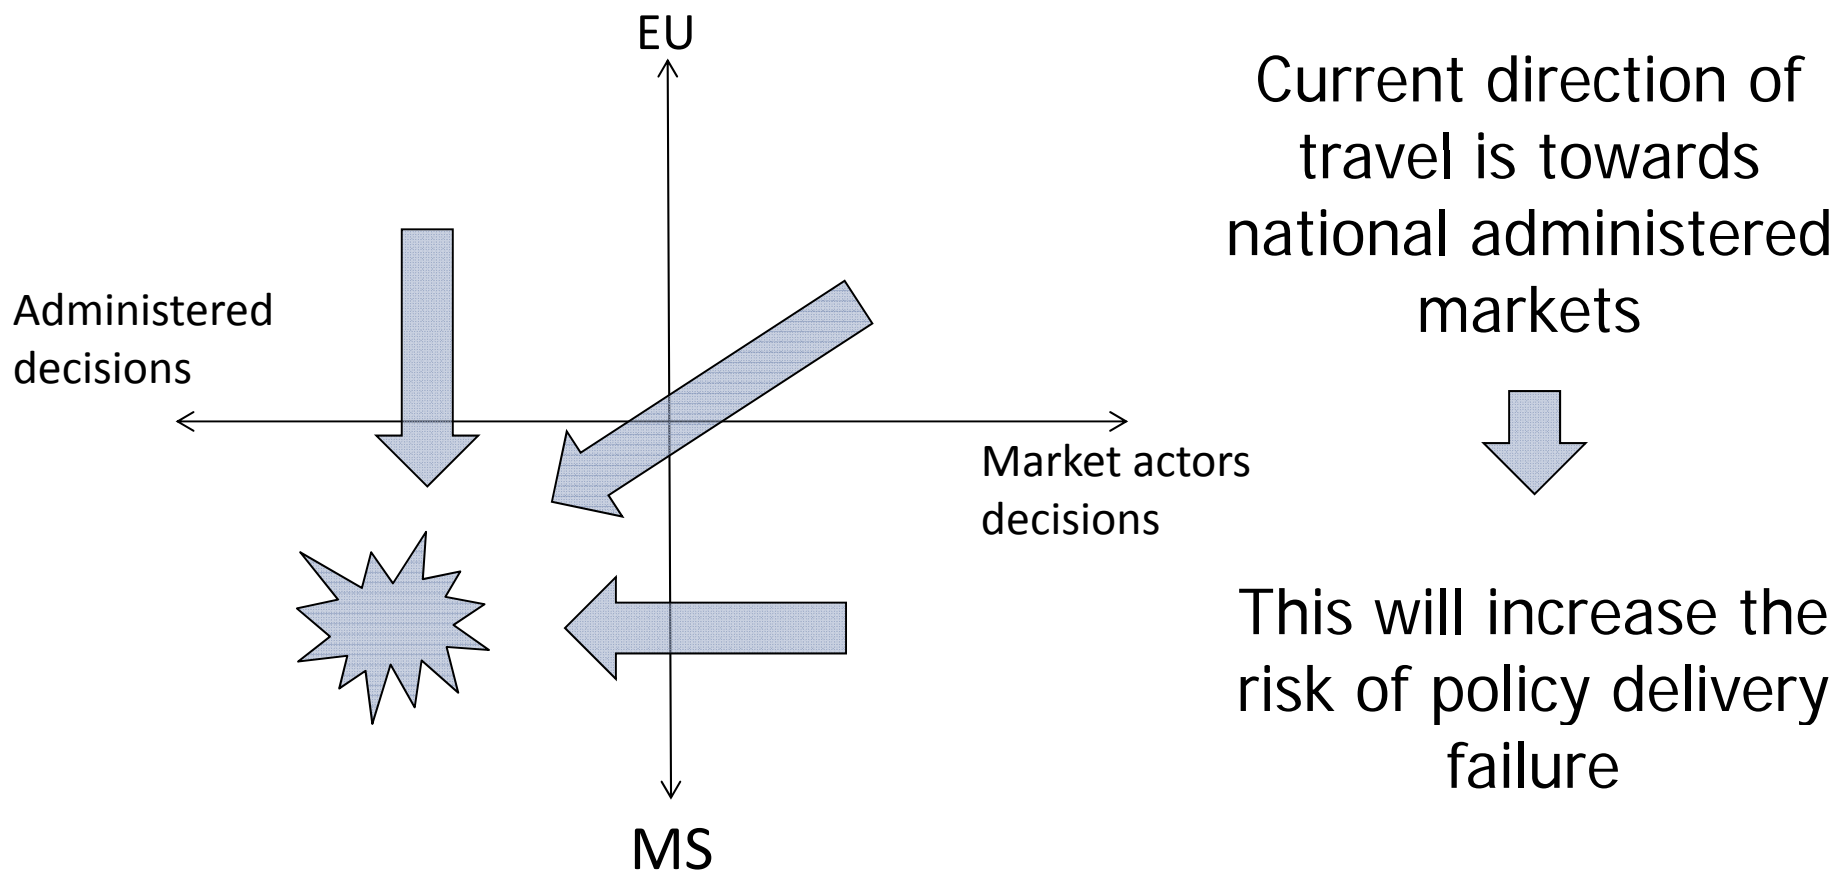 EU
Administered
decisions
Market actors
decisions
MS
Current direction of
travel is towards
national administered
markets
This will increase the
risk of policy delivery
failure